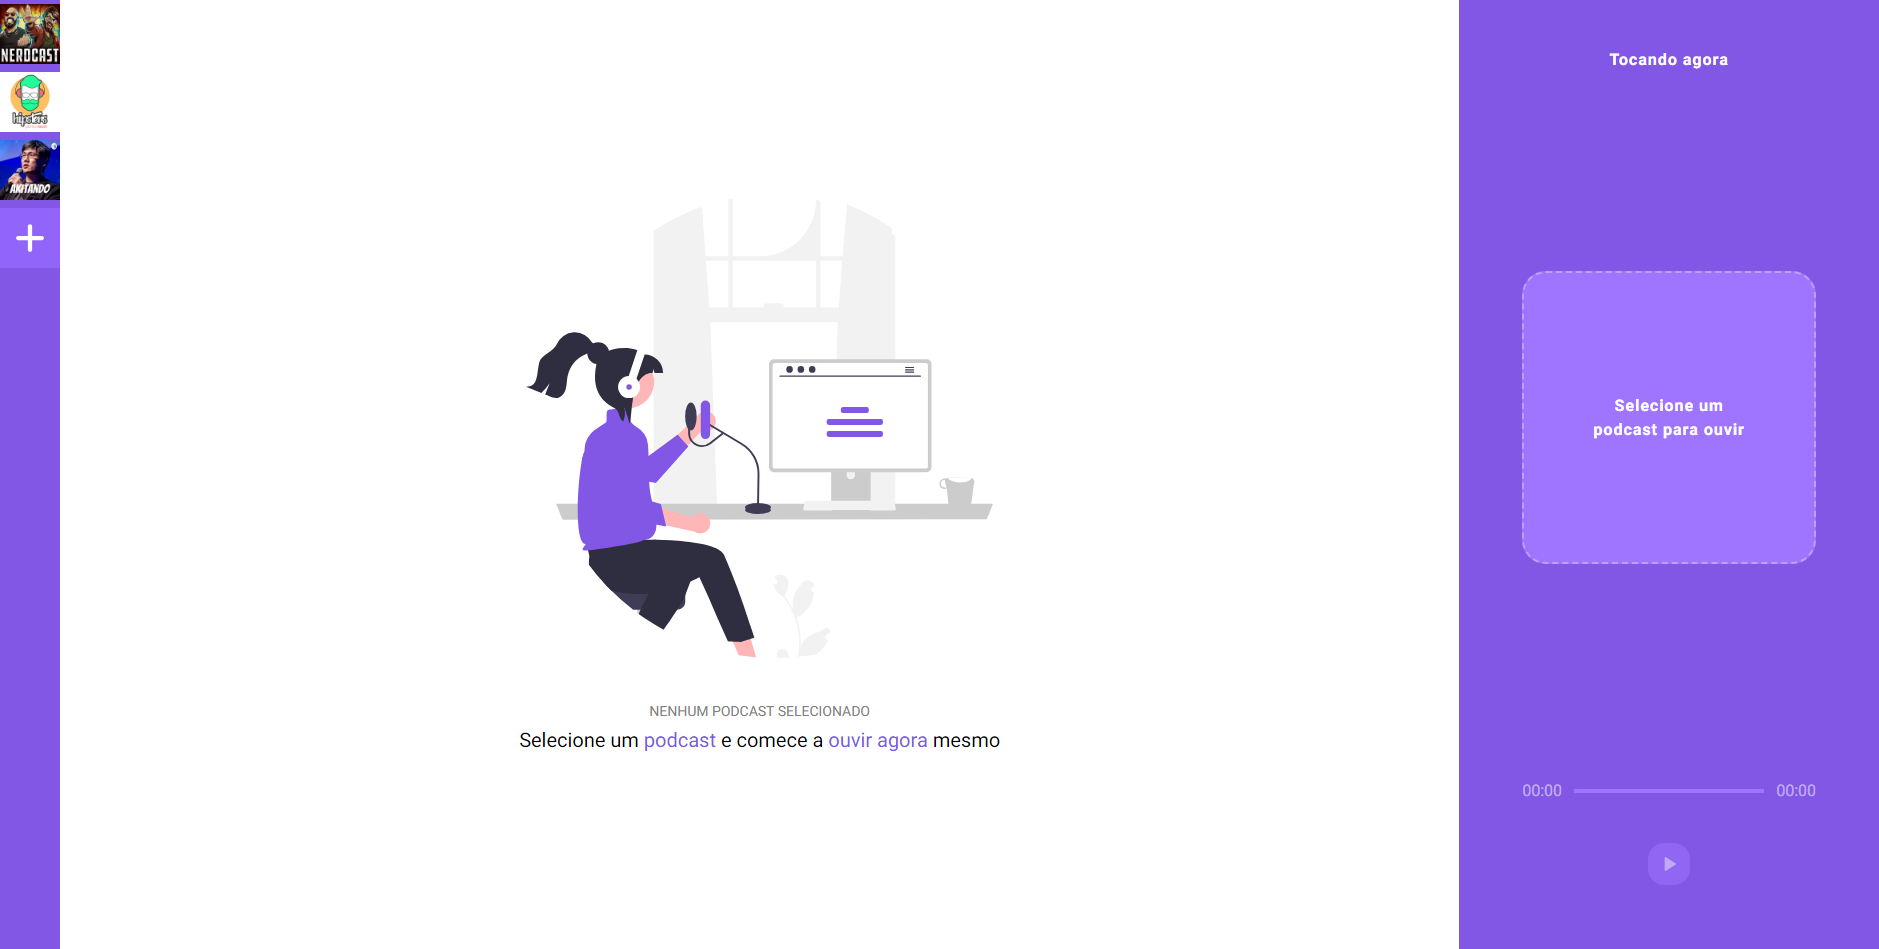 NERDCAST
hipsters
AKITANDO
Tocando agora
Selecione um
podcast para ouvir
NENHUM PODCAST SELECIONADO
Selecione um podcast e comece a ouvir agora mesmo
00:00 00:00